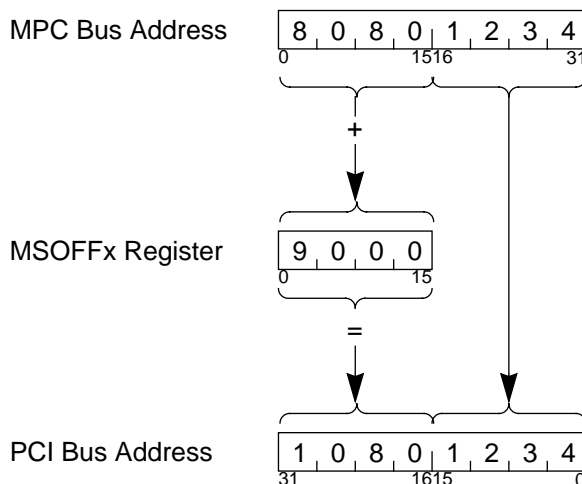 MPC Bus Address 8 0 8 0 1 2 3 4
0 15 16 31
+
MSOFFx Register 9 0 0 0
0 15
=
PCI Bus Address 1 0 8 0 1 2 3 4
31 16 15 0